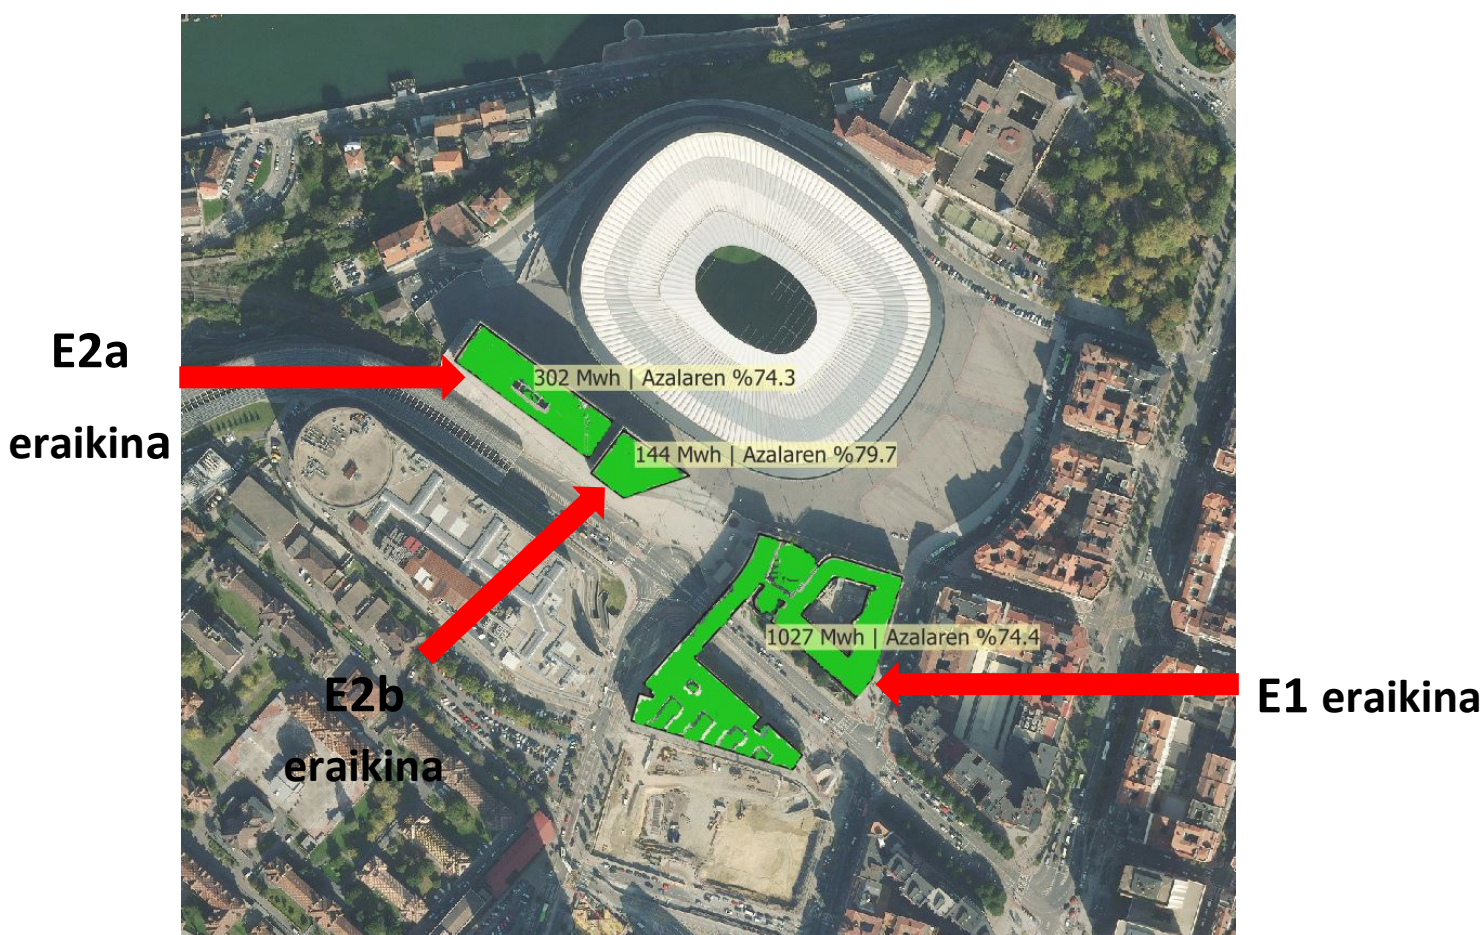 E2a
eraikina
302 Mwh | Azalaren %74.3
144 Mwh | Azalaren %79.7
1027 Mwh | Azalaren %74.4
E2b
eraikina
E1 eraikina